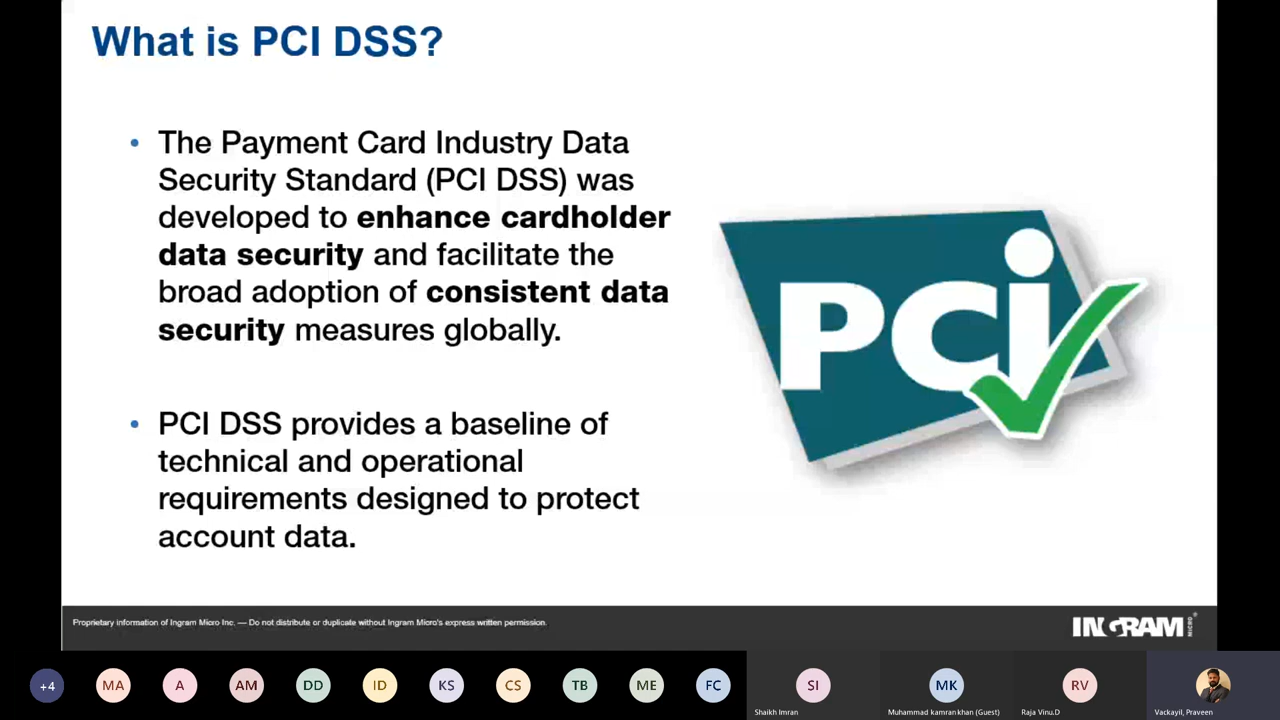 What is PCI DSS?
• The Payment Card Industry Data
Security Standard (PCI DSS) was
developed to enhance cardholder
data security and facilitate the
broad adoption of consistent data
security measures globally.
• PCI DSS provides a baseline of
technical and operational
requirements designed to protect
account data.
PCi
Proprietary information of Ingram Micro Inc. — Do not distribute or duplicate without Ingram Micro's express written permission.
INGRAM MICRO®
+4 MA A AM DD ID KS CS TB ME FC SI MK RV
Shaikh Imran Muhammad kamrankhan (Guest) Raja Vinu.D Vackayil, Praveen